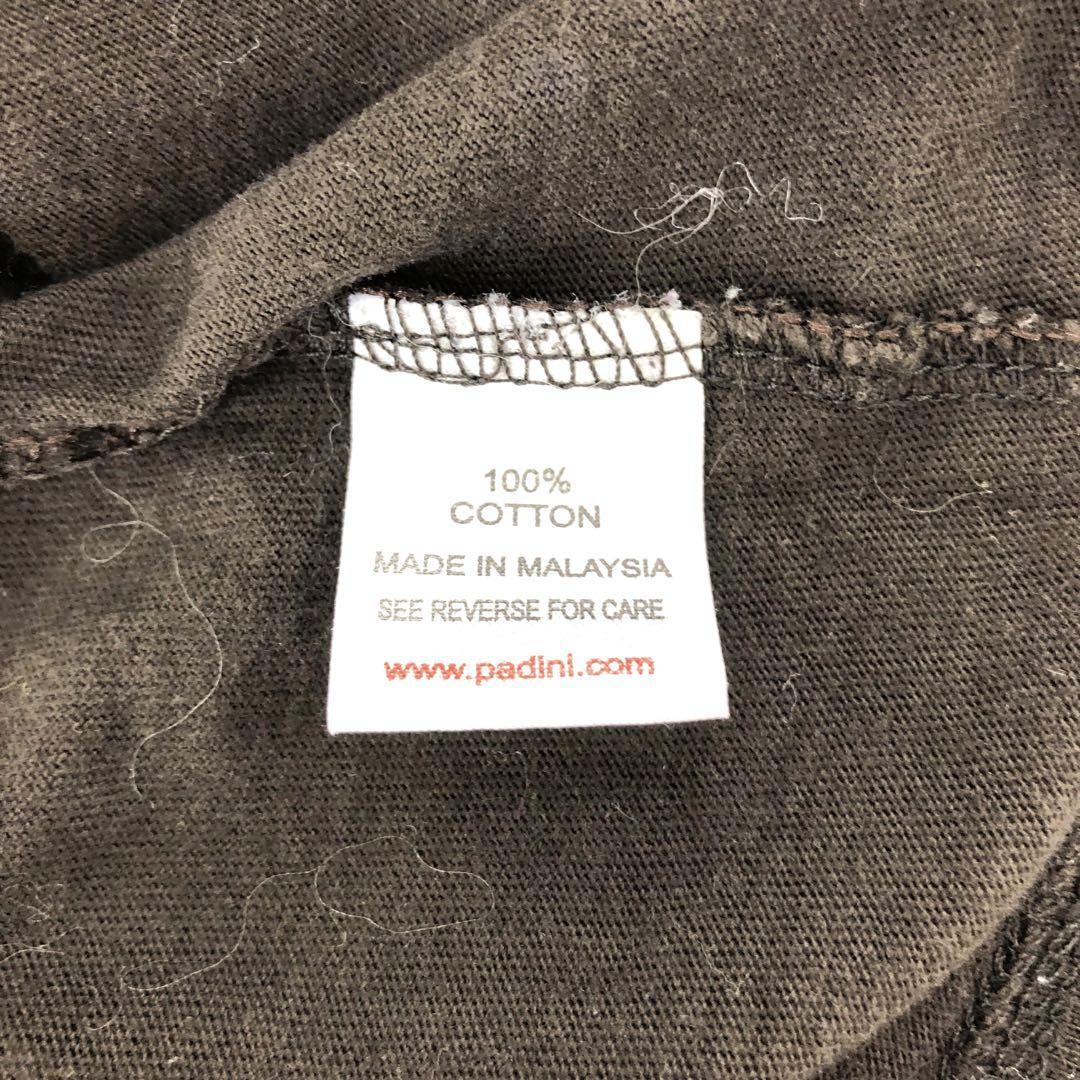 100%
COTTON
MADE IN MALAYSIA
SEE REVERSE FOR CARE
www.padini.com